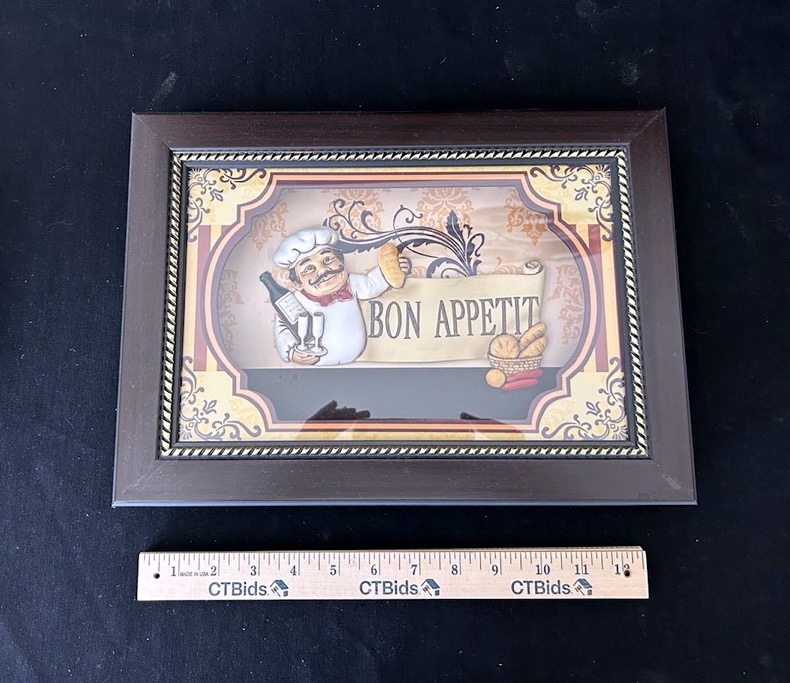 BON APPETIT
1 MADE IN USA 2 3 4 5 6 7 8 9 10 11 12
CTBids CTBids CTBids